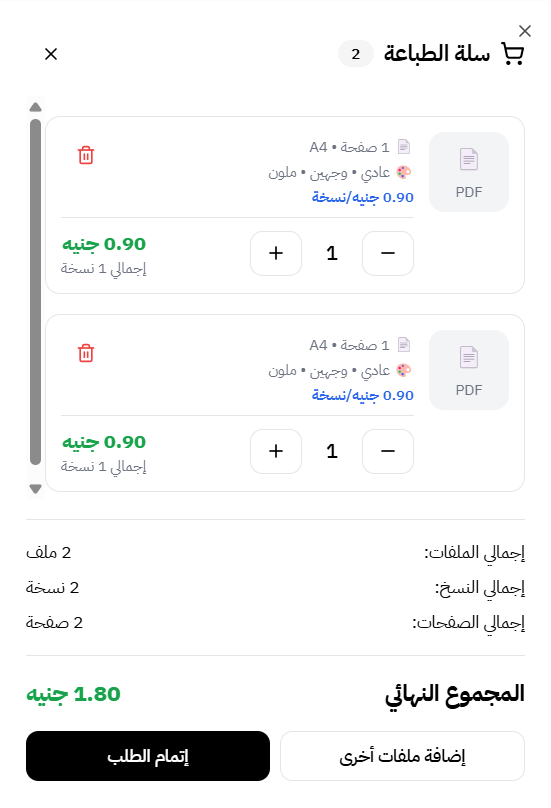 سلة الطباعة 2
PDF
1 صفحة • A4
عادي • وجهين • ملون
0.90 جنيه/نسخة
1
0.90 جنيه
إجمالي 1 نسخة
PDF
1 صفحة • A4
عادي • وجهين • ملون
0.90 جنيه/نسخة
1
0.90 جنيه
إجمالي 1 نسخة
إجمالي الملفات: 2 ملف
إجمالي النسخ: 2 نسخة
إجمالي الصفحات: 2 صفحة
المجموع النهائي 1.80 جنيه
إضافة ملفات أخرى
إتمام الطلب